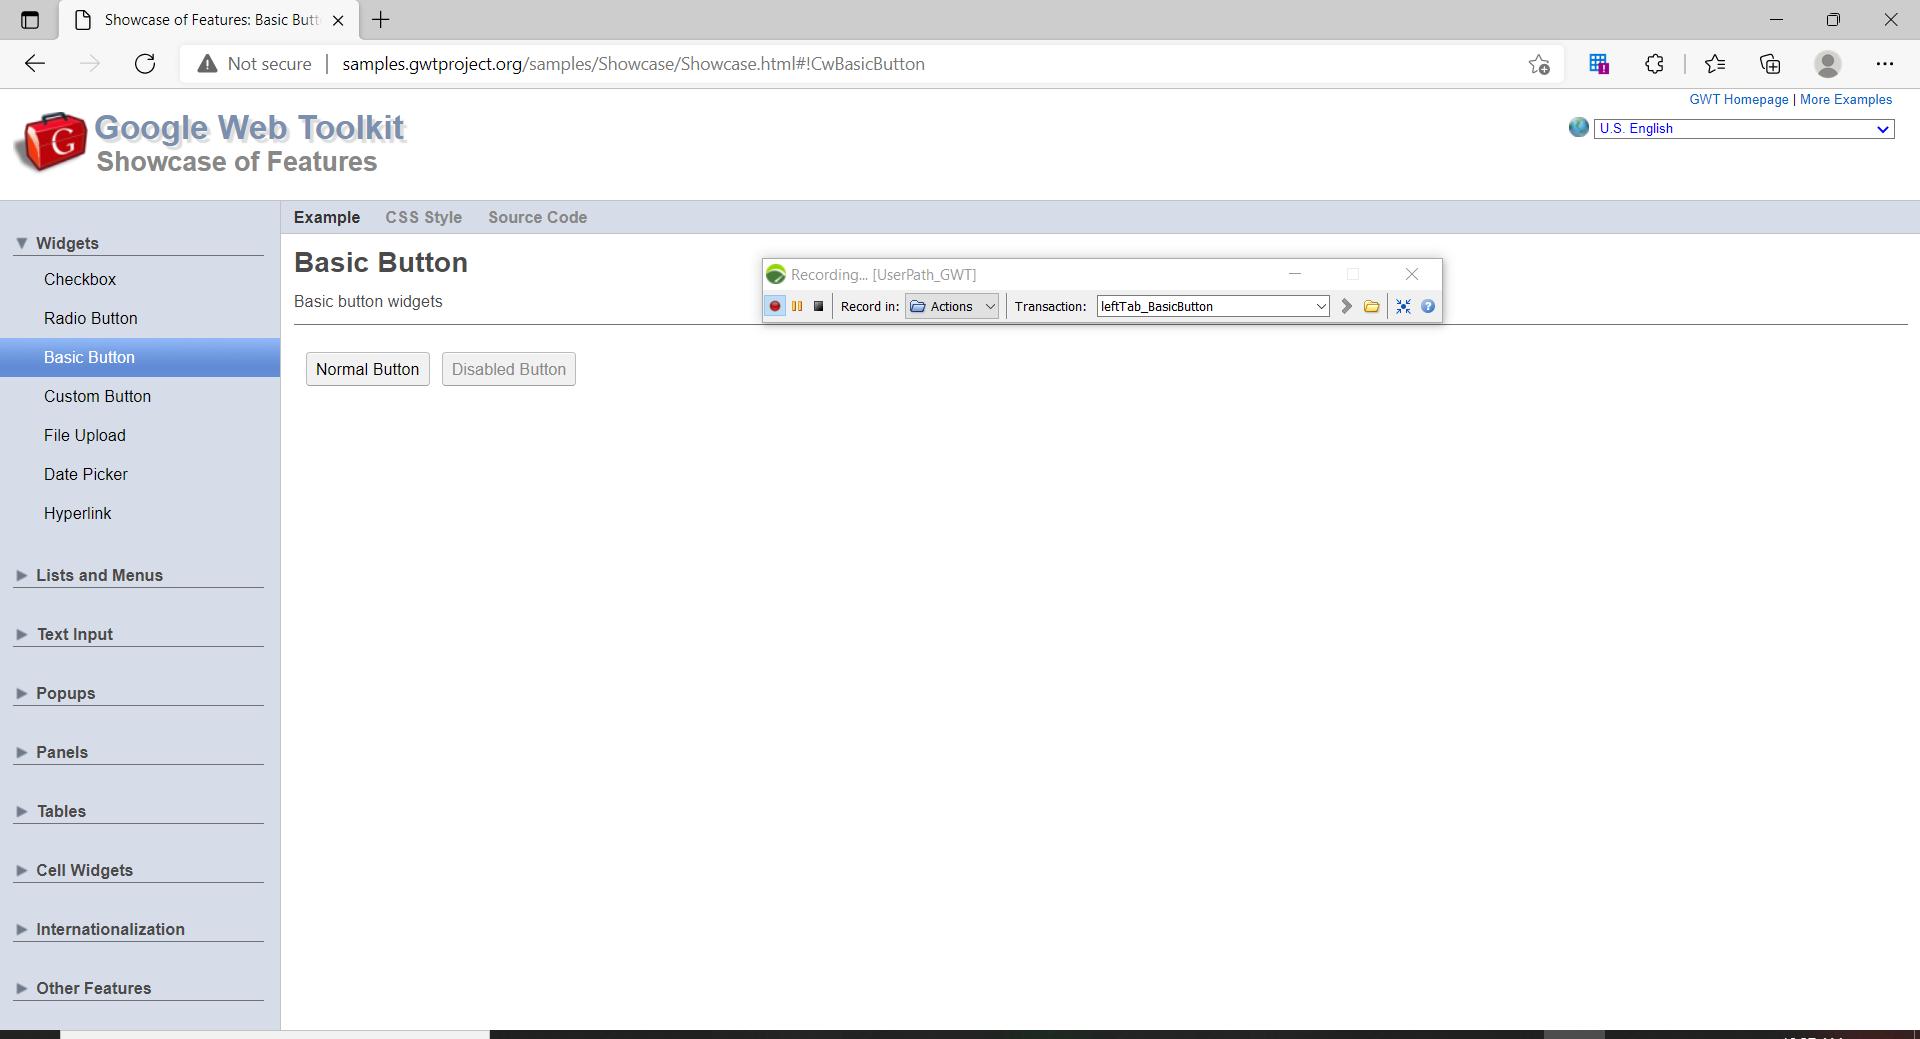 Showcase of Features: Basic Butt
Not secure
samples.gwtproject.org/samples/Showcase/Showcase.html#!CwBasicButton
GWT Homepage | More Examples
Google Web Toolkit
Showcase of Features
U.S. English
Example CSS Style Source Code
Widgets
Checkbox
Radio Button
Basic Button
Custom Button
File Upload
Date Picker
Hyperlink
Lists and Menus
Text Input
Popups
Panels
Tables
Cell Widgets
Internationalization
Other Features
Basic Button
Basic button widgets
Normal Button
Disabled Button
Recording... [UserPath_GWT]
Record in: Actions Transaction: leftTab_BasicButton